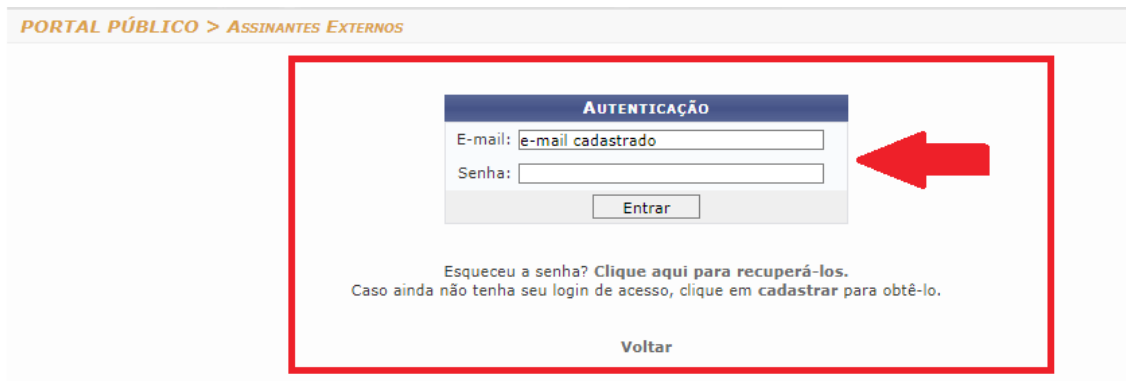 PORTAL PÚBLICO > ASSINANTES EXTERNOS
AUTENTICAÇÃO
E-mail: e-mail cadastrado
Senha:
Entrar
Esqueceu a senha? Clique aqui para recuperá-los.
Caso ainda não tenha seu login de acesso, clique em cadastrar para obtê-lo.
Voltar